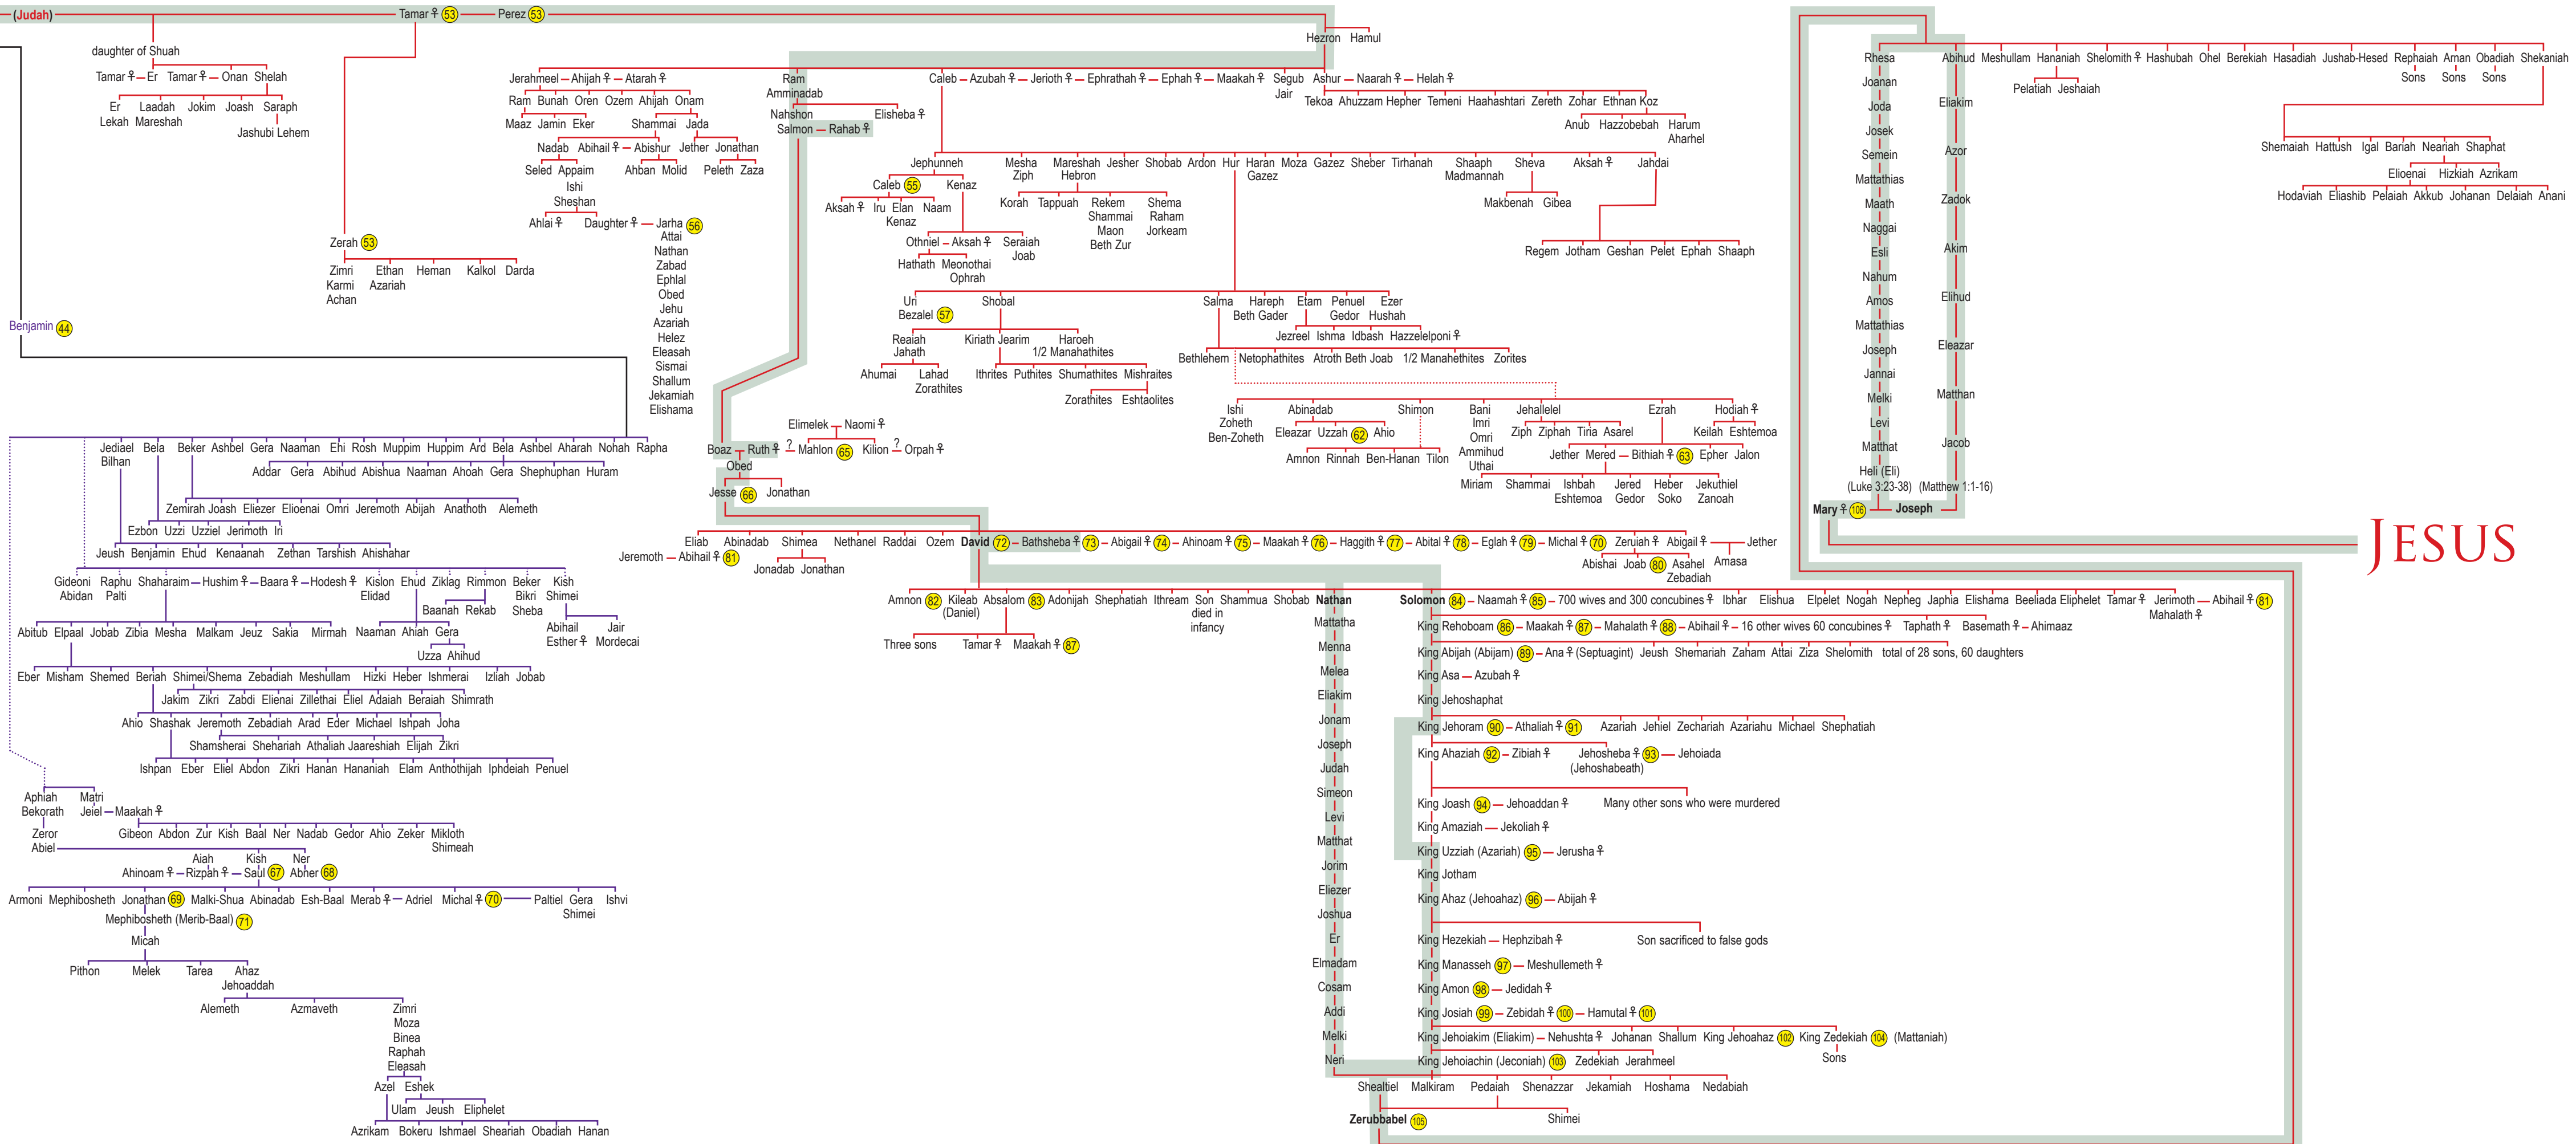 (Judah) Tamar ♀ 53 Perez 53
Hezron Hamul
daughter of Shuah
Tamar ♀ Er Tamar ♀ Onan Shelah
Er Laadah Jokim Joash Saraph
Lekah Mareshah
Jashubi Lehem
Zerah 53
Zimri Ethan Heman Kalkol Darda
Karmi Azariah
Achan
Benjamin 44
Jerahmeel Ahijah ♀ Atarah ♀
Ram Bunah Oren Ozem Ahijah Onam
Maaz Jamin Eker Shammai Jada
Nadab Abihail ♀ Abishur Jether Jonathan
Seled Appaim Ahban Molid Peleth Zaza
Ishi
Sheshan
Ahlai ♀ Daughter ♀ Jarha 56
Attai
Nathan
Zabad
Ephlal
Obed
Jehu
Azariah
Helez
Eleasah
Sismai
Shallum
Jekamiah
Elishama
Ram
Amminadab
Nahshon Elisheba ♀
Salmon Rahab ♀
Caleb Azubah ♀ Jerioth ♀ Ephrathah ♀ Ephah ♀ Maakah ♀ Segub
Jair
Ashur Naarah ♀ Helah ♀
Tekoa Ahuzzam Hepher Temeni Haahashtari Zereth Zohar Ethnan Koz
Anub Hazzobebah Harum
Aharhel
Jephunneh Mesha Mareshah Jesher Shobab Ardon Hur Haran Moza Gazez Sheber Tirhanah Shaaph Sheva Aksah ♀ Jahdai
Ziph Hebron Gazez Madmannah
Caleb 55 Kenaz
Aksah ♀ Iru Elan Naam
Kenaz
Korah Tappuah Rekem Shema
Shammai Raham
Maon Jorkeam
Beth Zur
Makbenah Gibea
Othniel Aksah ♀ Seraiah
Joab
Hathath Meonothai
Ophrah
Regem Jotham Geshan Pelet Ephah Shaaph
Uri Shobal Salma Hareph Etam Penuel Ezer
Bezalel 57 Beth Gader Gedor Hushah
Reaiah Kiriath Jearim Haroeh
Jahath 1/2 Manahathites
Jezreel Ishma Idbash Hazzelelponi ♀
Bethlehem Netophathites Atroth Beth Joab 1/2 Manahethites Zorites
Ahumai Lahad Ithrites Puthites Shumathites Mishraites
Zorathites
Zorathites Eshtaolites
Ishi Abinadab Shimon Bani Jehallelel Ezrah Hodiah ♀
Zoheth Imri
Ben-Zoheth Omri
Eleazar Uzzah 62 Ahio
Ziph Ziphah Tiria Asarel
Keilah Eshtemoa
Ammihud
Uthai
Amnon Rinnah Ben-Hanan Tilon
Jether Mered Bithiah ♀ 63 Epher Jalon
Miriam Shammai Ishbah Jered Heber Jekuthiel
Eshtemoa Gedor Soko Zanoah
Elimelek Naomi ♀
Boaz Ruth ♀ ? Mahlon 65 Kilion ? Orpah ♀
Obed
Jesse 66 Jonathan
Jediael Bela Beker Ashbel Gera Naaman Ehi Rosh Muppim Huppim Ard Bela Ashbel Aharah Nohah Rapha
Bilhan
Addar Gera Abihud Abishua Naaman Ahoah Gera Shephuphan Huram
Zemirah Joash Eliezer Elioenai Omri Jeremoth Abijah Anathoth Alemeth
Ezbon Uzzi Uzziel Jerimoth Iri
Jeush Benjamin Ehud Kenaanah Zethan Tarshish Ahishahar
Gideoni Raphu Shaharaim Hushim ♀ Baara ♀ Hodesh ♀ Kislon Ehud Ziklag Rimmon Beker Kish
Abidan Palti Elidad Bikri Shimei
Baanah Rekab Sheba
Abitub Elpaal Jobab Zibia Mesha Malkam Jeuz Sakia Mirmah Naaman Ahiah Gera
Abihail Jair
Esther ♀ Mordecai
Uzza Ahihud
Eber Misham Shemed Beriah Shimei/Shema Zebadiah Meshullam Hizki Heber Ishmerai Izliah Jobab
Jakim Zikri Zabdi Elienai Zillethai Eliel Adaiah Beraiah Shimrath
Ahio Shashak Jeremoth Zebadiah Arad Eder Michael Ishpah Joha
Shamsherai Shehariah Athaliah Jaareshiah Elijah Zikri
Ishpan Eber Eliel Abdon Zikri Hanan Hananiah Elam Anthothijah Iphdeiah Penuel
Aphiah Matri
Bekorath Jeiel Maakah ♀
Zeror Gibeon Abdon Zur Kish Baal Ner Nadab Gedor Ahio Zeker Mikloth
Abiel Shimeah
Aiah Kish Ner
Ahinoam ♀ Rizpah ♀ Saul 67 Abner 68
Armoni Mephibosheth Jonathan 69 Malki-Shua Abinadab Esh-Baal Merab ♀ Adriel Michal ♀ 70 Paltiel Gera Ishvi
Shimei
Mephibosheth (Merib-Baal) 71
Micah
Pithon Melek Tarea Ahaz
Jehoaddah
Alemeth Azmaveth Zimri
Moza
Binea
Raphah
Eleasah
Azel Eshek
Ulam Jeush Eliphelet
Azrikam Bokeru Ishmael Sheariah Obadiah Hanan
Eliab Abinadab Shimea Nethanel Raddai Ozem David 72 Bathsheba ♀ 73 Abigail ♀ 74 Ahinoam ♀ 75 Maakah ♀ 76 Haggith ♀ 77 Abital ♀ 78 Eglah ♀ 79 Michal ♀ 70 Zeruiah ♀ Abigail ♀ Jether
Jeremoth Abihail ♀ 81
Jonadab Jonathan
Abishai Joab 80 Asahel Amasa
Zebadiah
Amnon 82 Kileab Absalom 83 Adonijah Shephatiah Ithream Son Shammua Shobab Nathan Solomon 84 Naamah ♀ 85 700 wives and 300 concubines ♀ Ibhar Elishua Elpelet Nogah Nepheg Japhia Elishama Beeliada Eliphelet Tamar ♀ Jerimoth Abihail ♀ 81
(Daniel) died in
infancy
Mahalath ♀
Three sons Tamar ♀ Maakah ♀ 87
Mattatha
Menna
Melea
Eliakim
Jonam
Joseph
Judah
Simeon
Levi
Matthat
Jorim
Eliezer
Joshua
Er
Elmadam
Cosam
Addi
Melki
Neri
King Rehoboam 86 Maakah ♀ 87 Mahalath ♀ 88 Abihail ♀ 16 other wives 60 concubines ♀ Taphath ♀ Basemath ♀ Ahimaaz
King Abijah (Abijam) 89 Ana ♀ (Septuagint) Jeush Shemariah Zaham Attai Ziza Shelomith total of 28 sons, 60 daughters
King Asa Azubah ♀
King Jehoshaphat
King Jehoram 90 Athaliah ♀ 91 Azariah Jehiel Zechariah Azariahu Michael Shephatiah
King Ahaziah 92 Zibiah ♀ Jehosheba ♀ 93 Jehoiada
(Jehoshabeath)
King Joash 94 Jehoaddan ♀ Many other sons who were murdered
King Amaziah Jekoliah ♀
King Uzziah (Azariah) 95 Jerusha ♀
King Jotham
King Ahaz (Jehoahaz) 96 Abijah ♀
King Hezekiah Hephzibah ♀ Son sacrificed to false gods
King Manasseh 97 Meshullemeth ♀
King Amon 98 Jedidah ♀
King Josiah 99 Zebidah ♀ 100 Hamutal ♀ 101
King Jehoiakim (Eliakim) Nehushta ♀ Johanan Shallum King Jehoahaz 102 King Zedekiah 104 (Mattaniah)
Sons
King Jehoiachin (Jeconiah) 103 Zedekiah Jerahmeel
Shealtiel Malkiram Pedaiah Shenazzar Jekamiah Hoshama Nedabiah
Zerubbabel 105 Shimei
Rhesa Abihud Meshullam Hananiah Shelomith ♀ Hashubah Ohel Berekiah Hasadiah Jushab-Hesed Rephaiah Arnan Obadiah Shekaniah
Sons Sons Sons
Pelatiah Jeshaiah
Joanan
Joda
Josek
Semein
Mattathias
Maath
Naggai
Esli
Nahum
Amos
Mattathias
Joseph
Jannai
Melki
Levi
Matthat
Heli (Eli)
(Luke 3:23-38)
Eliakim
Azor
Zadok
Akim
Elihud
Eleazar
Matthan
Jacob
(Matthew 1:1-16)
Shemaiah Hattush Igal Bariah Neariah Shaphat
Elioenai Hizkiah Azrikam
Hodaviah Eliashib Pelaiah Akkub Johanan Delaiah Anani
Mary ♀ 106 Joseph
JESUS